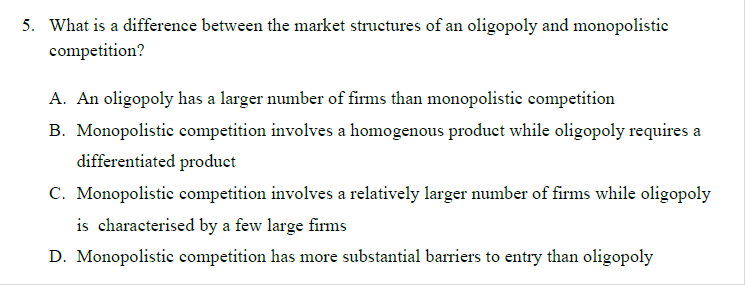 5. What is a difference between the market structures of an oligopoly and monopolistic
competition?
A. An oligopoly has a larger number of firms than monopolistic competition
B. Monopolistic competition involves a homogenous product while oligopoly requires a
differentiated product
C. Monopolistic competition involves a relatively larger number of firms while oligopoly
is characterised by a few large firms
D. Monopolistic competition has more substantial barriers to entry than oligopoly